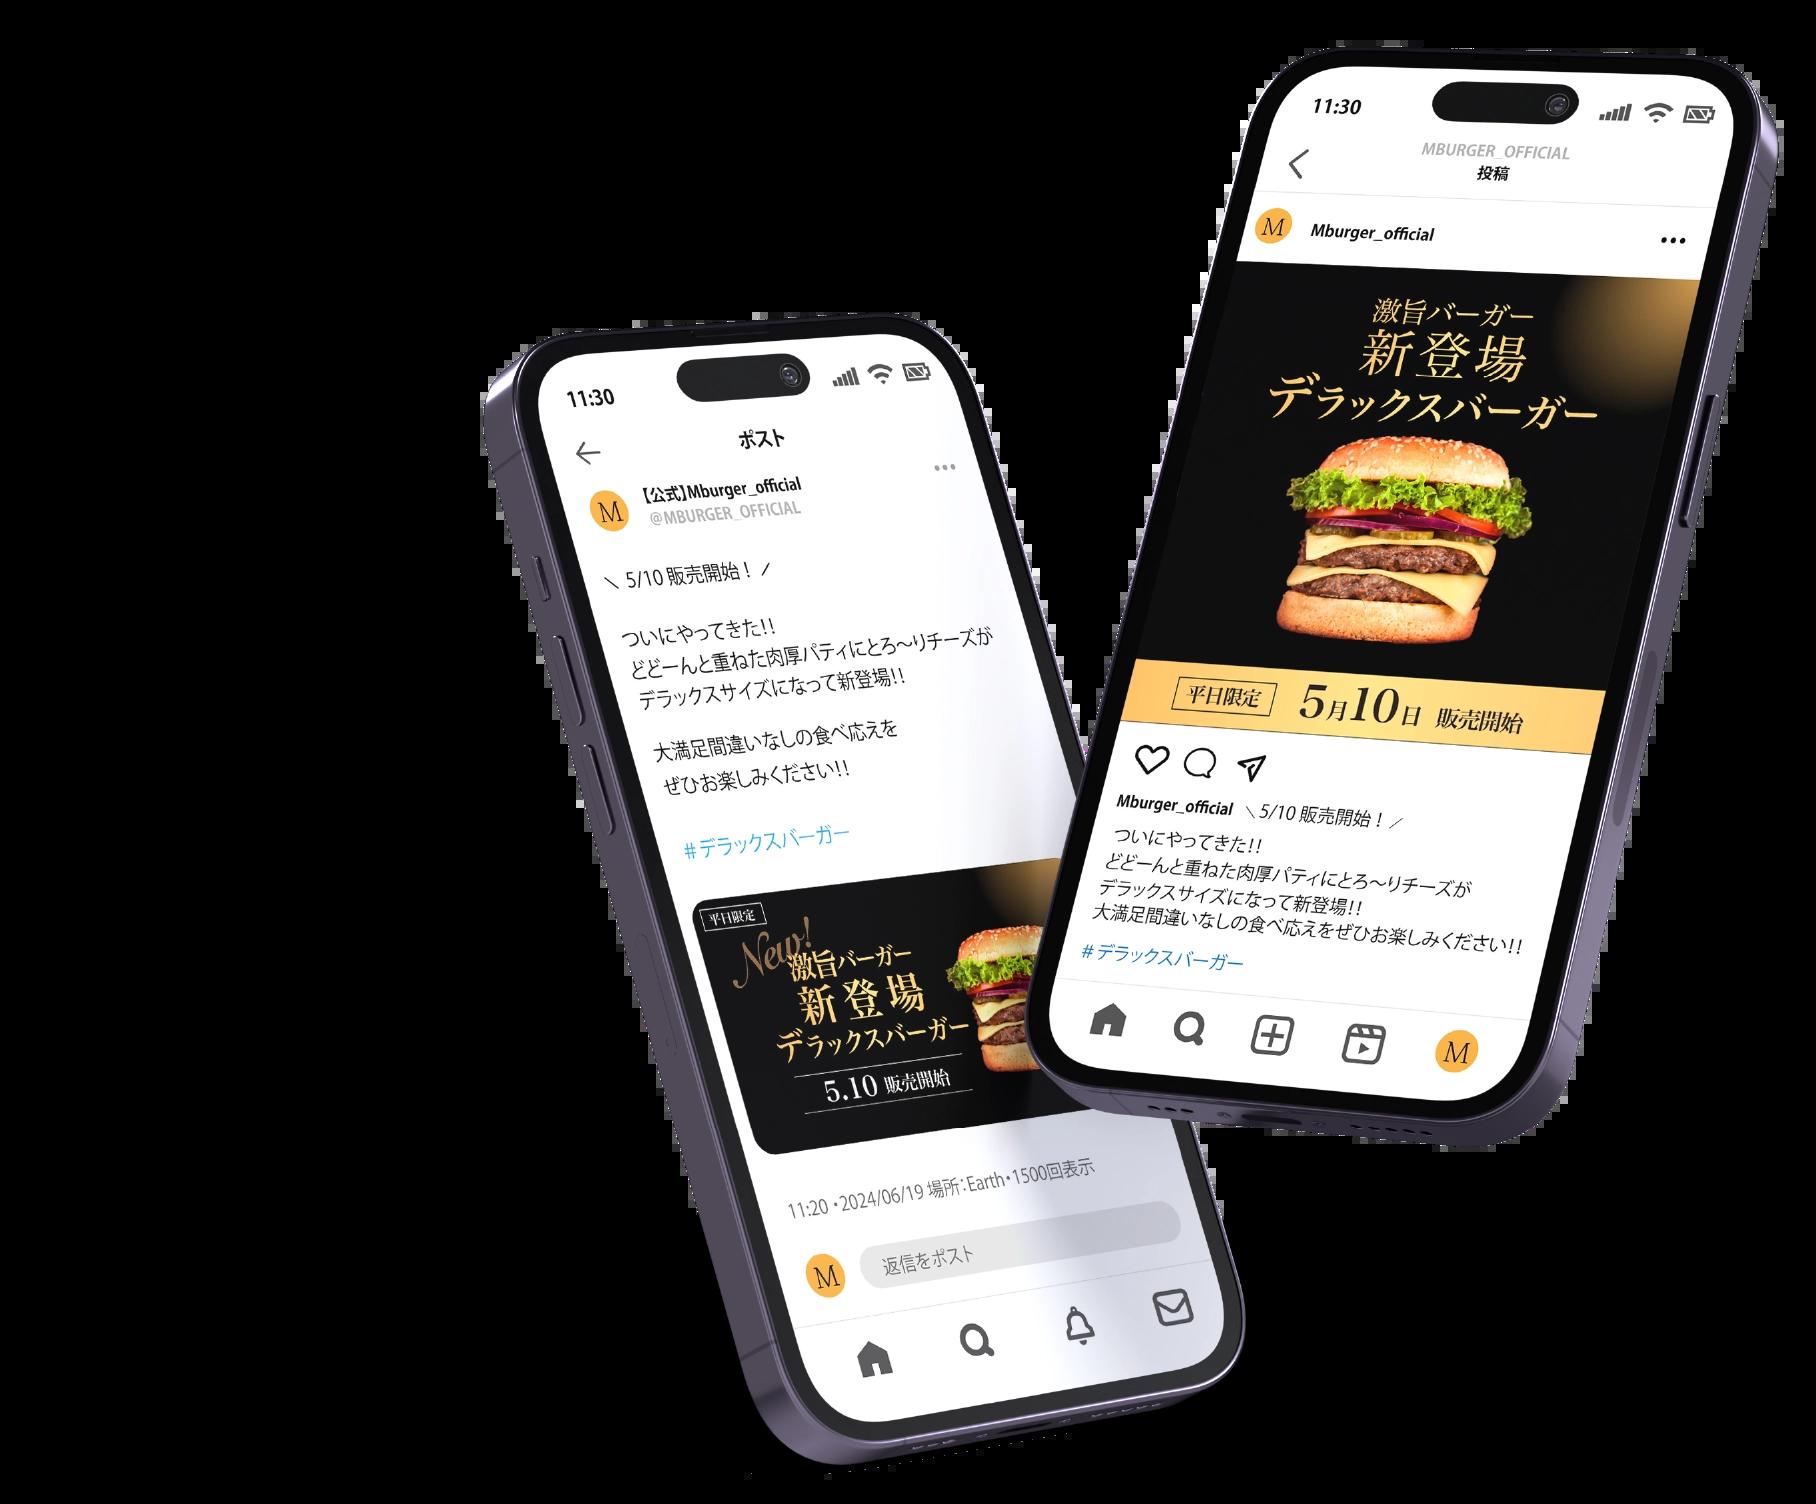 11:30
ポスト
M
【公式】Mburger_official
@MBURGER_OFFICIAL
＼ 5/10 販売開始！ ／
ついにやってきた!!
どどーんと重ねた肉厚パティにとろ～りチーズが
デラックスサイズになって新登場!!
大満足間違いなしの食べ応えを
ぜひお楽しみください!!
#デラックスバーガー
平日限定
New!
激旨バーガー
新登場
デラックスバーガー
5.10 販売開始
11:20・2024/06/19 場所：Earth・1500回表示
M
返信をポスト
11:30
MBURGER_OFFICIAL
投稿
M
Mburger_official
激旨バーガー
新登場
デラックスバーガー
平日限定 5月10日 販売開始
Mburger_official ＼5/10 販売開始！／
ついにやってきた!!
どどーんと重ねた肉厚パティにとろ～りチーズが
デラックスサイズになって新登場!!
大満足間違いなしの食べ応えをぜひお楽しみください!!
#デラックスバーガー
M